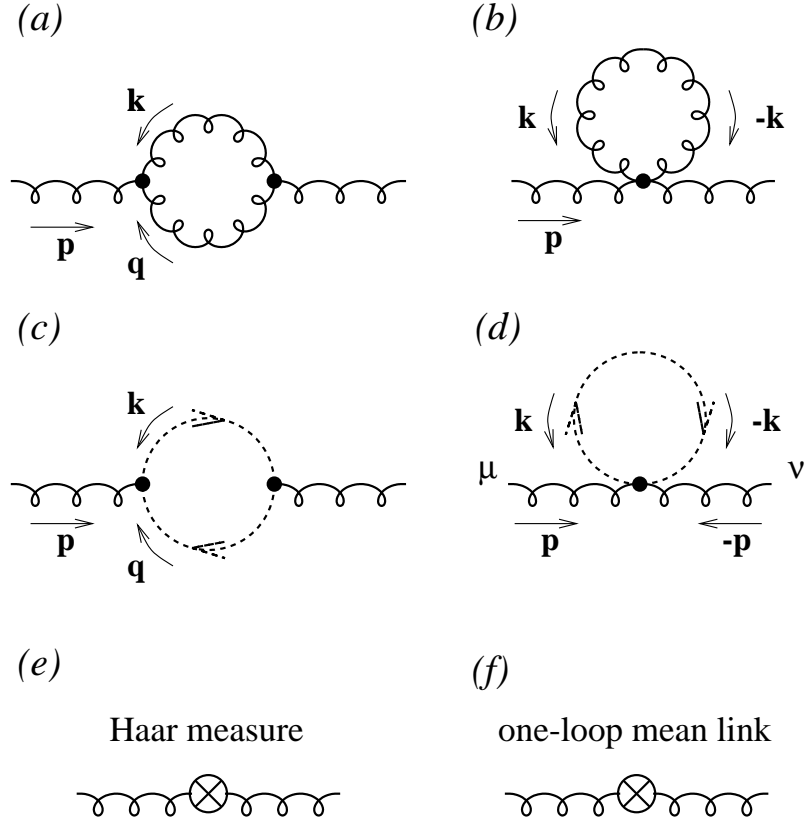 (a)
(b)
k
k
-k
p
q
p
(c)
(d)
k
k
-k
μ
ν
p
q
p
-p
(e)
(f)
Haar measure
one-loop mean link